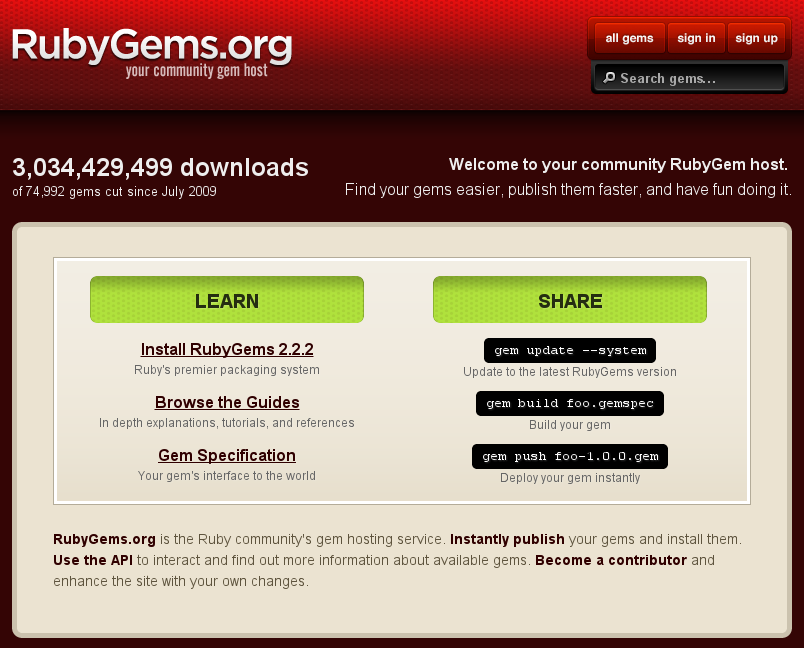 RubyGems.org
your community gem host
all gems
sign in
sign up
Search gems...
3,034,429,499 downloads
of 74,992 gems cut since July 2009
Welcome to your community RubyGem host.
Find your gems easier, publish them faster, and have fun doing it.
LEARN
Install RubyGems 2.2.2
Ruby's premier packaging system
Browse the Guides
In depth explanations, tutorials, and references
Gem Specification
Your gem's interface to the world
SHARE
gem update --system
Update to the latest RubyGems version
gem build foo.gemspec
Build your gem
gem push foo-1.0.0.gem
Deploy your gem instantly
RubyGems.org is the Ruby community's gem hosting service. Instantly publish your gems and install them.
Use the API to interact and find out more information about available gems. Become a contributor and
enhance the site with your own changes.